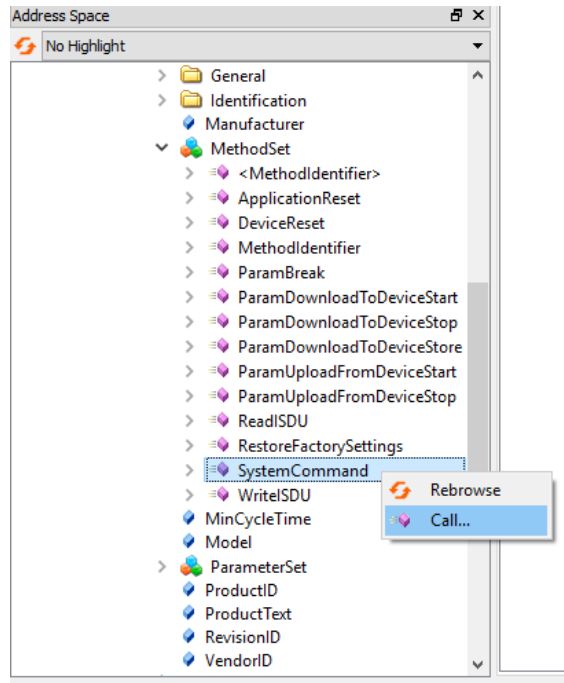 Address Space
No Highlight
General
Identification
Manufacturer
MethodSet
<MethodIdentifier>
ApplicationReset
DeviceReset
MethodIdentifier
ParamBreak
ParamDownloadToDeviceStart
ParamDownloadToDeviceStop
ParamDownloadToDeviceStore
ParamUploadFromDeviceStart
ParamUploadFromDeviceStop
ReadISDU
RestoreFactorySettings
SystemCommand
Rebrowse
WriteISDU
Call...
MinCycleTime
Model
ParameterSet
ProductID
ProductText
RevisionID
VendorID